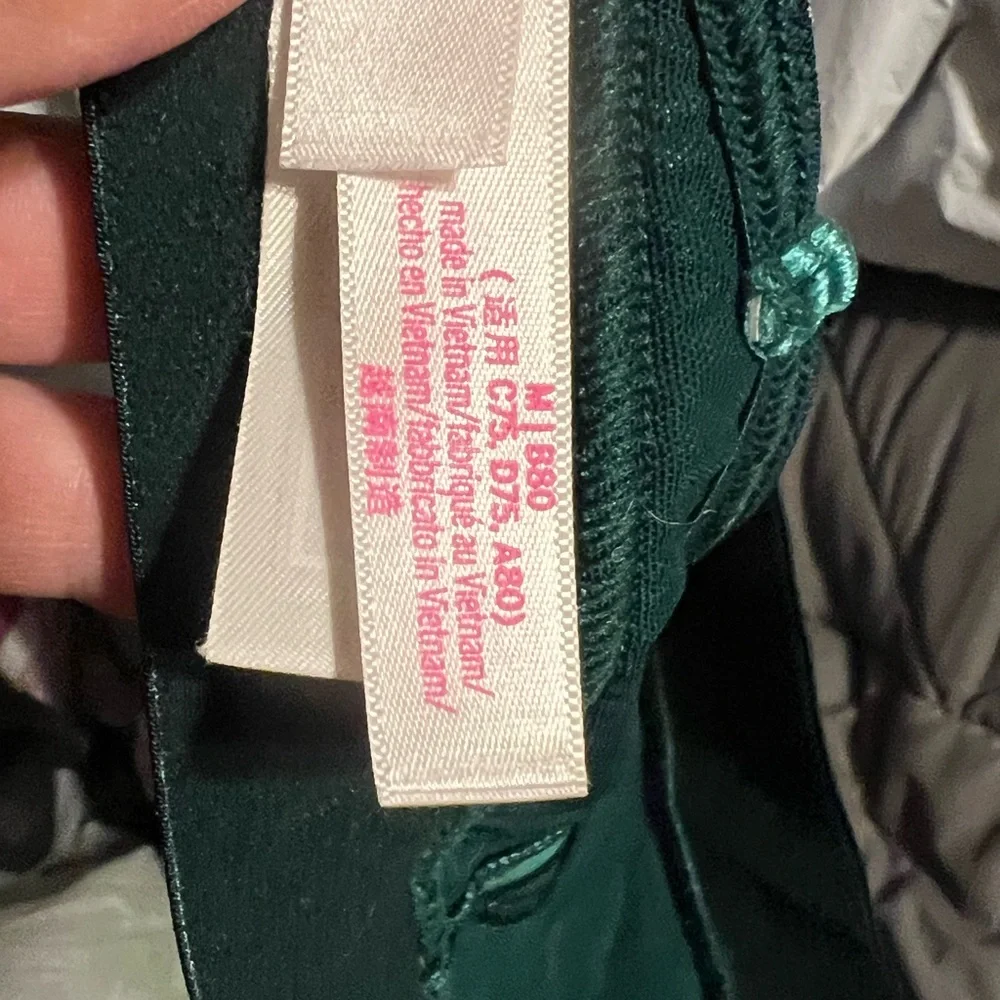 M | B80
(适用 C75, D75, A80)
made in Vietnam/fabriqué au Vietnam/
hecho en Vietnam/fabbricato in Vietnam/
越南制造